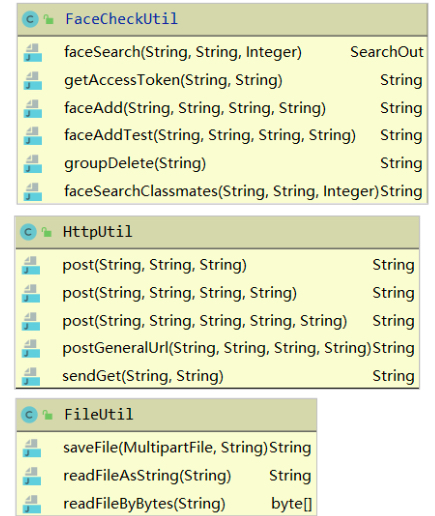 FaceCheckUtil
faceSearch(String, String, Integer) SearchOut
getAccessToken(String, String) String
faceAdd(String, String, String, String) String
faceAddTest(String, String, String, String) String
groupDelete(String) String
faceSearchClassmates(String, String, Integer) String
HttpUtil
post(String, String, String) String
post(String, String, String, String) String
post(String, String, String, String, String) String
postGeneralUrl(String, String, String, String) String
sendGet(String, String) String
FileUtil
saveFile(MultipartFile, String) String
readFileAsString(String) String
readFileByBytes(String) byte[]